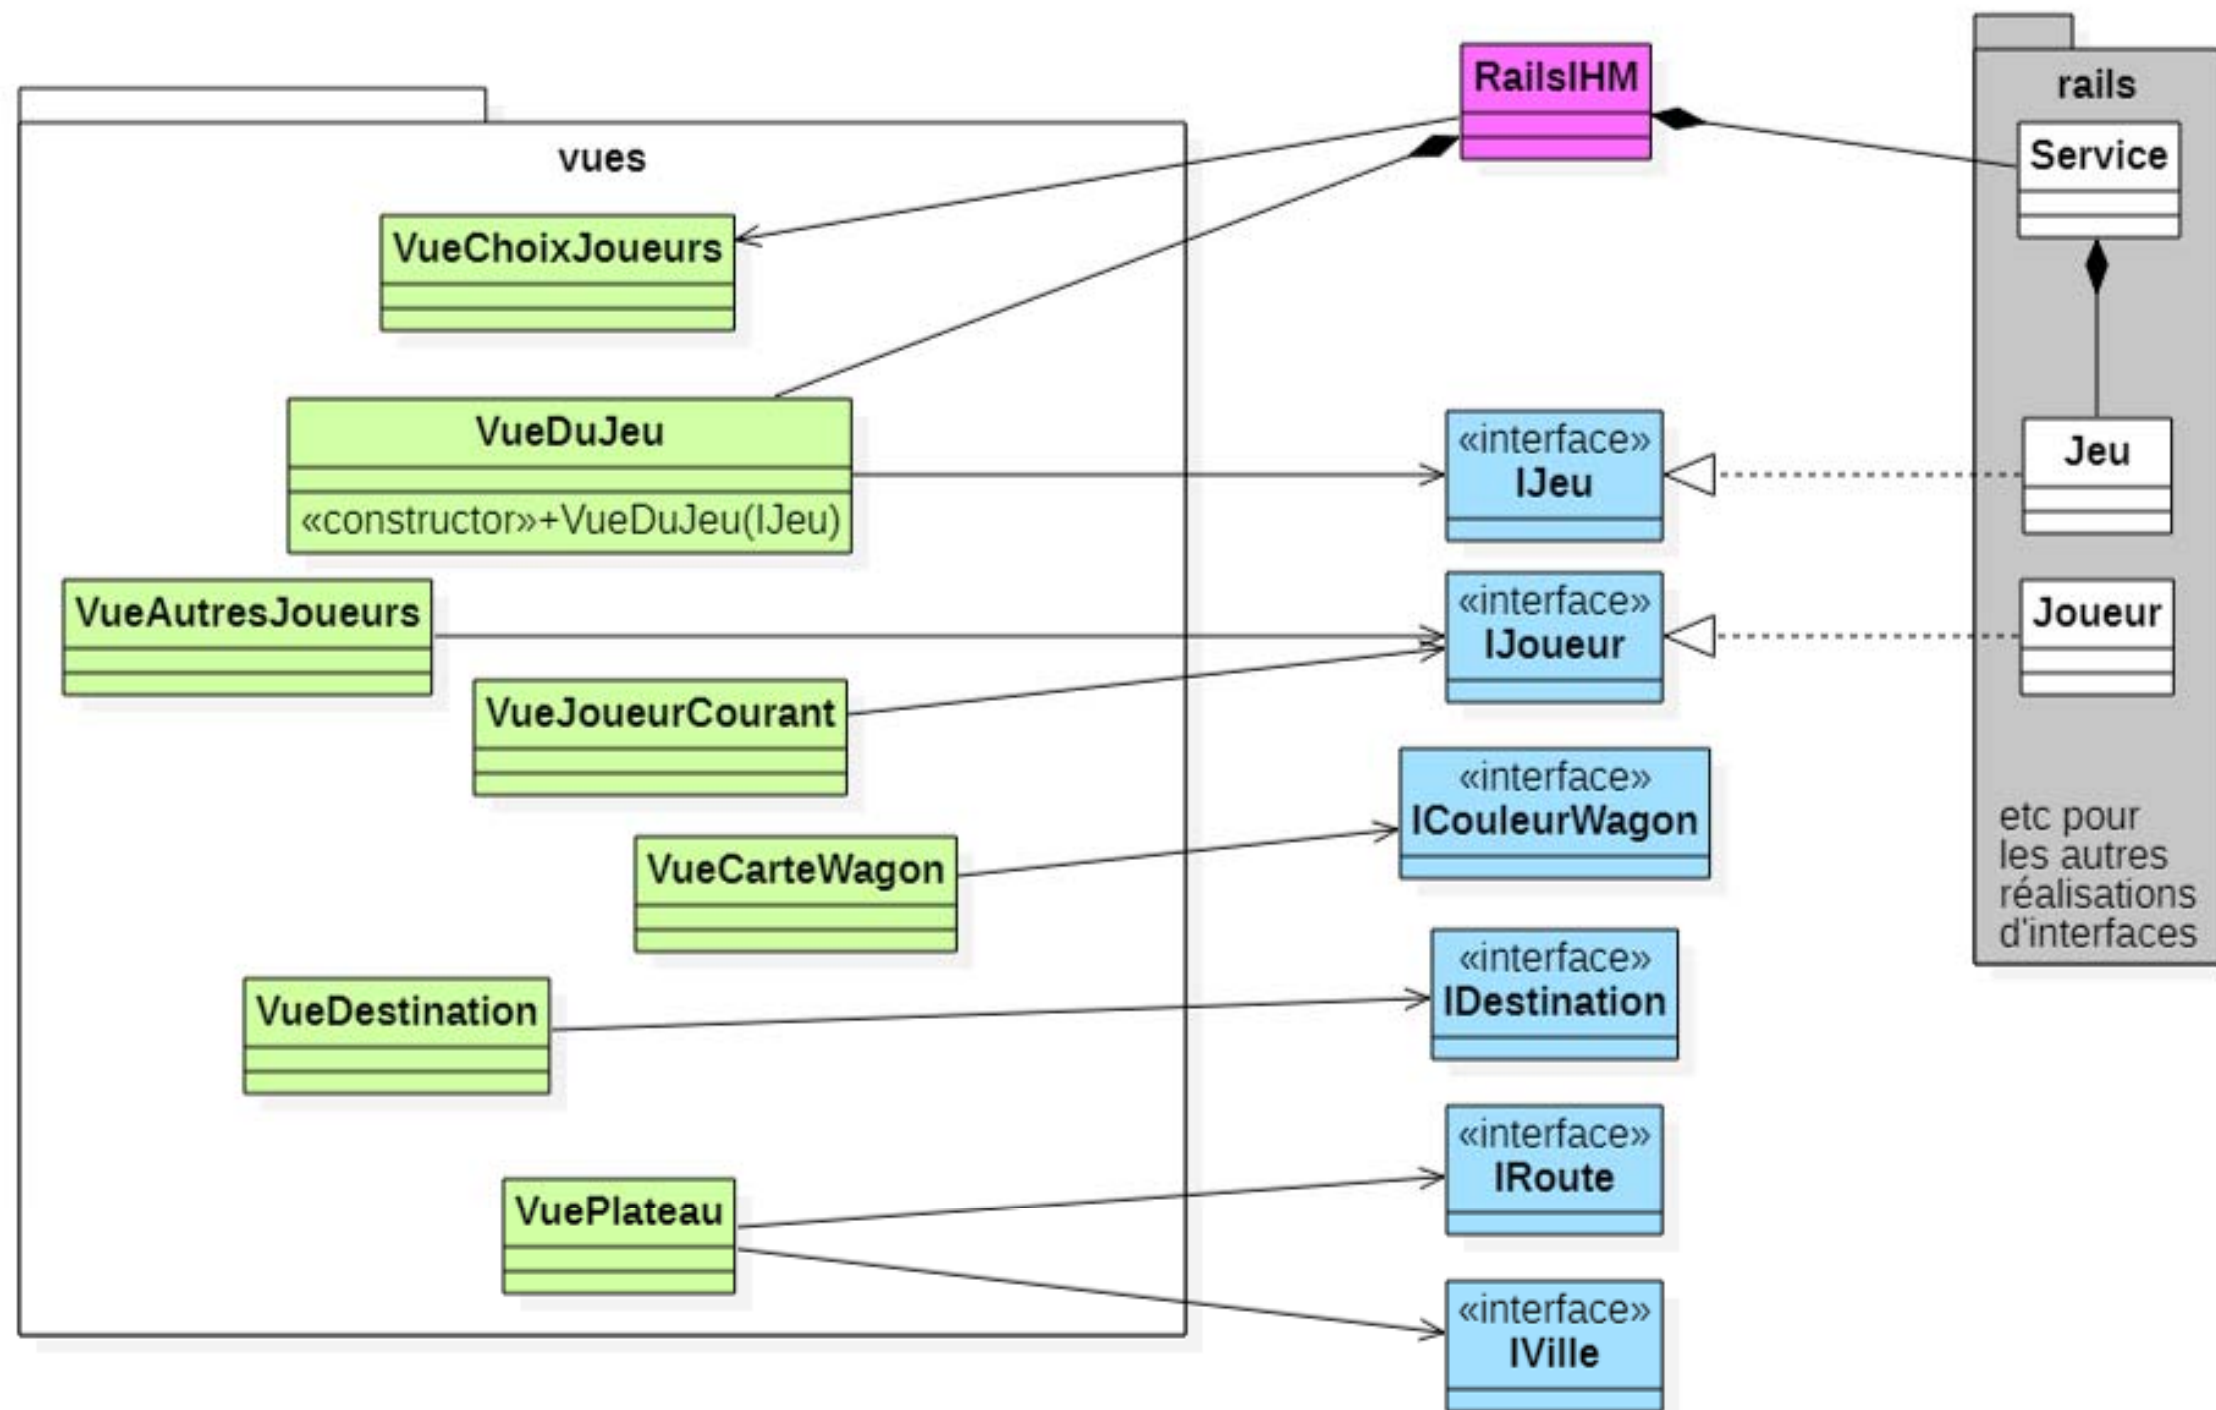 RailsIHM
rails
Service
vues
VueChoixJoueurs
VueDuJeu
«constructor»+VueDuJeu(IJeu)
«interface»
IJeu
Jeu
VueAutresJoueurs
«interface»
IJoueur
Joueur
VueJoueurCourant
«interface»
ICouleurWagon
etc pour
les autres
réalisations
d'interfaces
VueCarteWagon
«interface»
IDestination
VueDestination
«interface»
IRoute
VuePlateau
«interface»
IVille